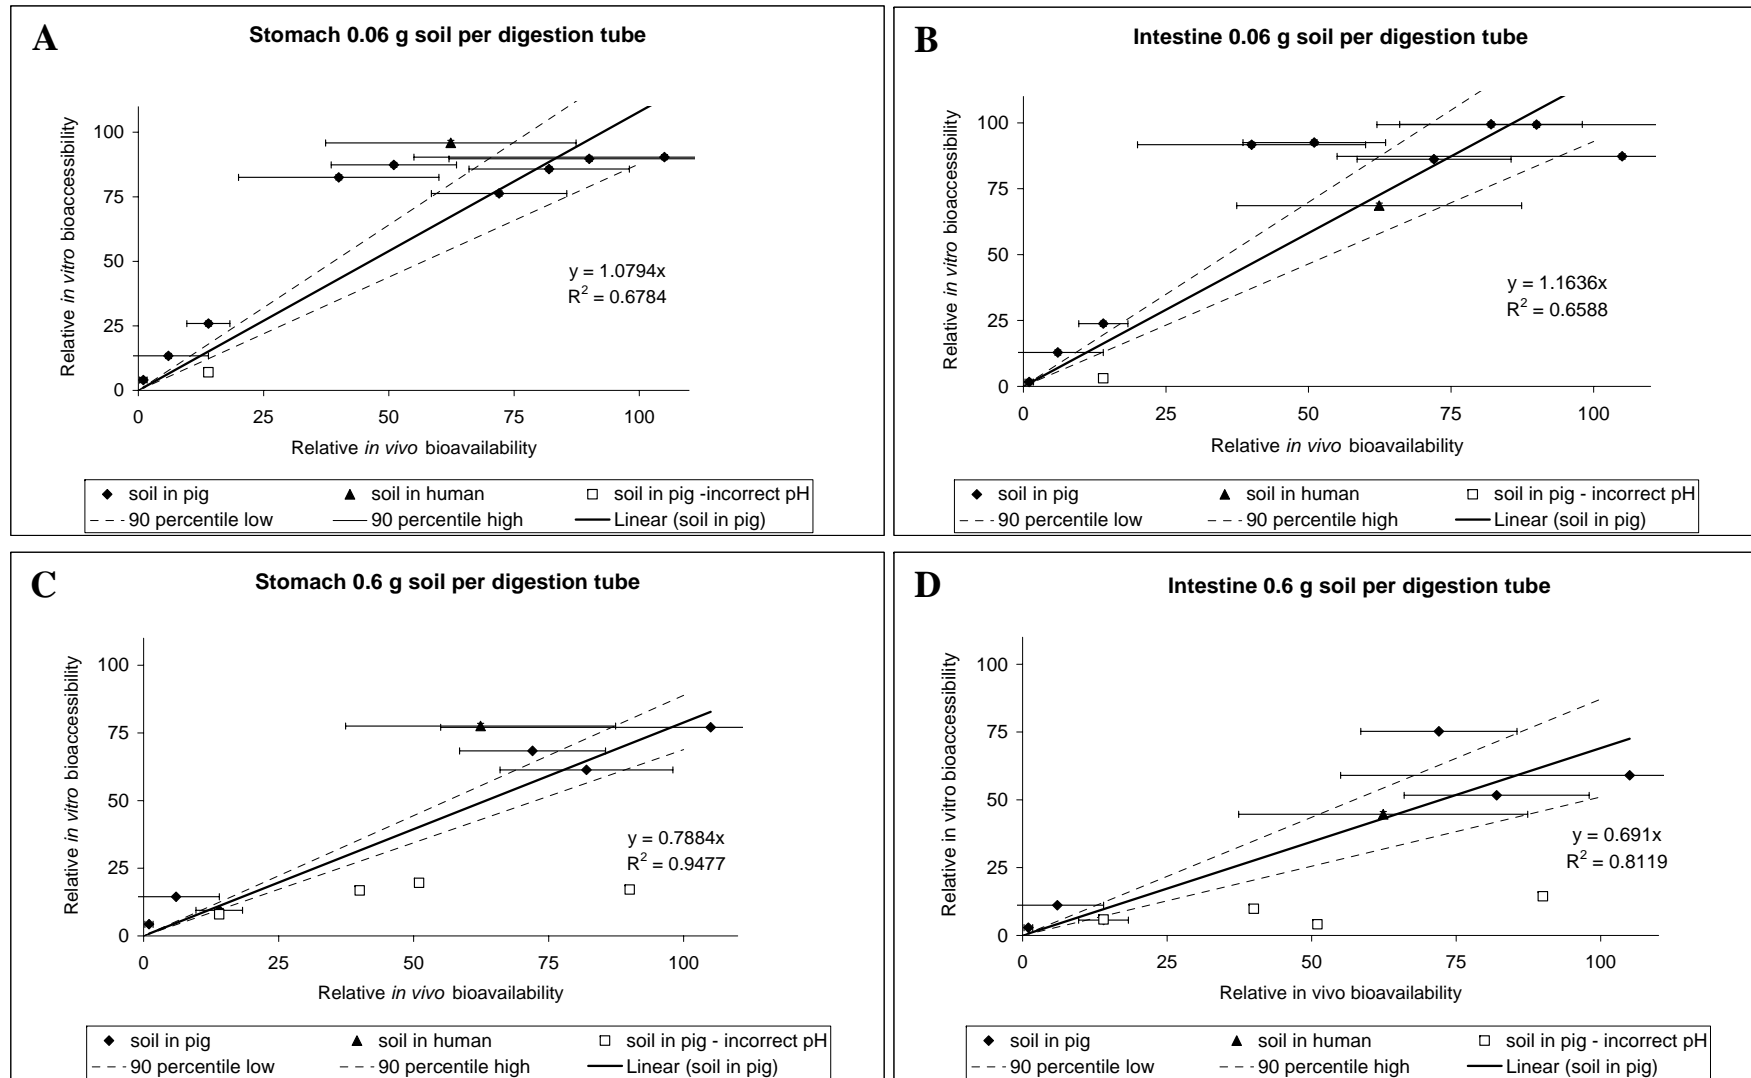 A
Stomach 0.06 g soil per digestion tube
Relative in vitro bioaccessibility
100
75
50
25
0
y = 1.0794x
R2 = 0.6784
0 25 50 75 100
Relative in vivo bioavailability
soil in pig soil in human soil in pig -incorrect pH
90 percentile low 90 percentile high Linear (soil in pig)
B
Intestine 0.06 g soil per digestion tube
Relative in vitro bioaccessibility
100
75
50
25
0
y = 1.1636x
R2 = 0.6588
0 25 50 75 100
Relative in vivo bioavailability
soil in pig soil in human soil in pig - incorrect pH
90 percentile low 90 percentile high Linear (soil in pig)
C
Stomach 0.6 g soil per digestion tube
Relative in vitro bioaccessibility
100
75
50
25
0
y = 0.7884x
R2 = 0.9477
0 25 50 75 100
Relative in vivo bioavailability
soil in pig soil in human soil in pig - incorrect pH
90 percentile low 90 percentile high Linear (soil in pig)
D
Intestine 0.6 g soil per digestion tube
Relative in vitro bioaccessibility
100
75
50
25
0
y = 0.691x
R2 = 0.8119
0 25 50 75 100
Relative in vivo bioavailability
soil in pig soil in human soil in pig - incorrect pH
90 percentile low 90 percentile high Linear (soil in pig)